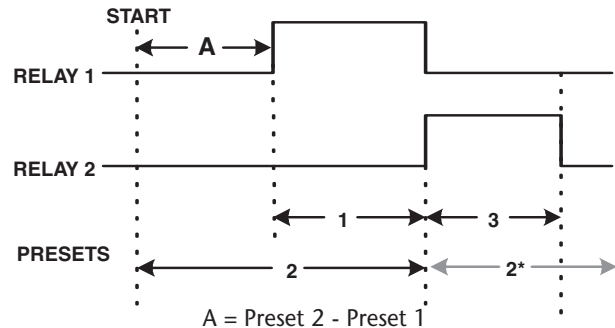 START
A
RELAY 1
RELAY 2
1
3
PRESETS
2
2*
A = Preset 2 - Preset 1